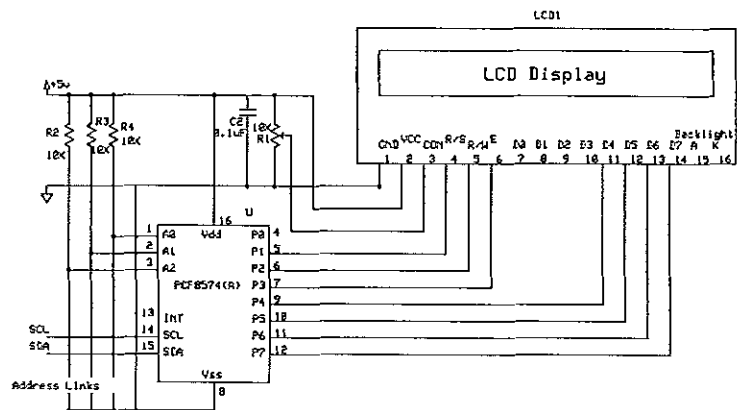 LCD1
LCD Display
+5v
R2
10K
R3
10K
R4
10K
C2
0.1uF
10K
R1
GND VCC CON R/S R/W E D0 D1 D2 D3 D4 D5 D6 D7 A K
Backlight
1 2 3 4 5 6 7 8 9 10 11 12 13 14 15 16
U
16
Vdd
1 A0 P0 4
2 A1 P1 5
3 A2 P2 6
PCF8574(A) P3 7
P4 9
13 INT P5 10
SCL 14 SCL P6 11
SDA 15 SDA P7 12
Vss
8
Address Links